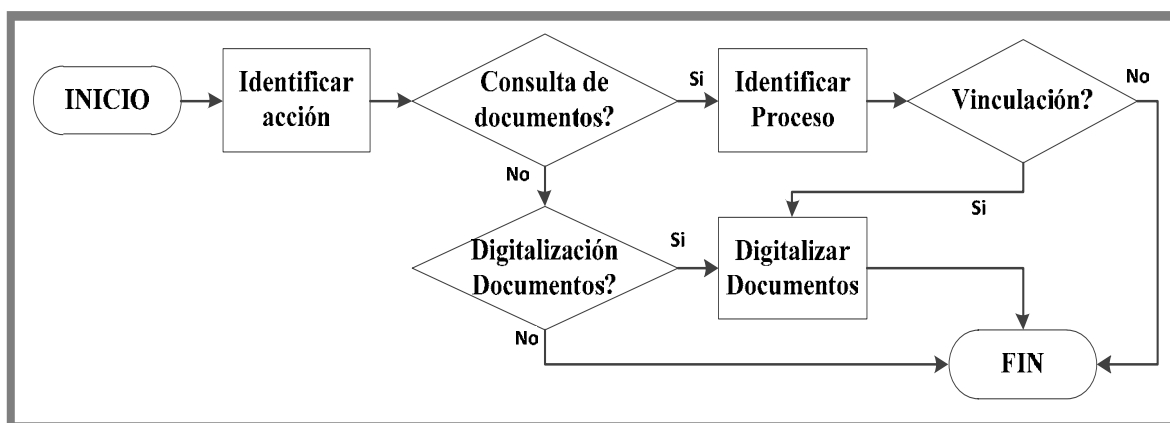 INICIO
Identificar
acción
Consulta de
documentos?
Si
Identificar
Proceso
Vinculación?
No
No
Si
Digitalización
Documentos?
Si
Digitalizar
Documentos
No
FIN